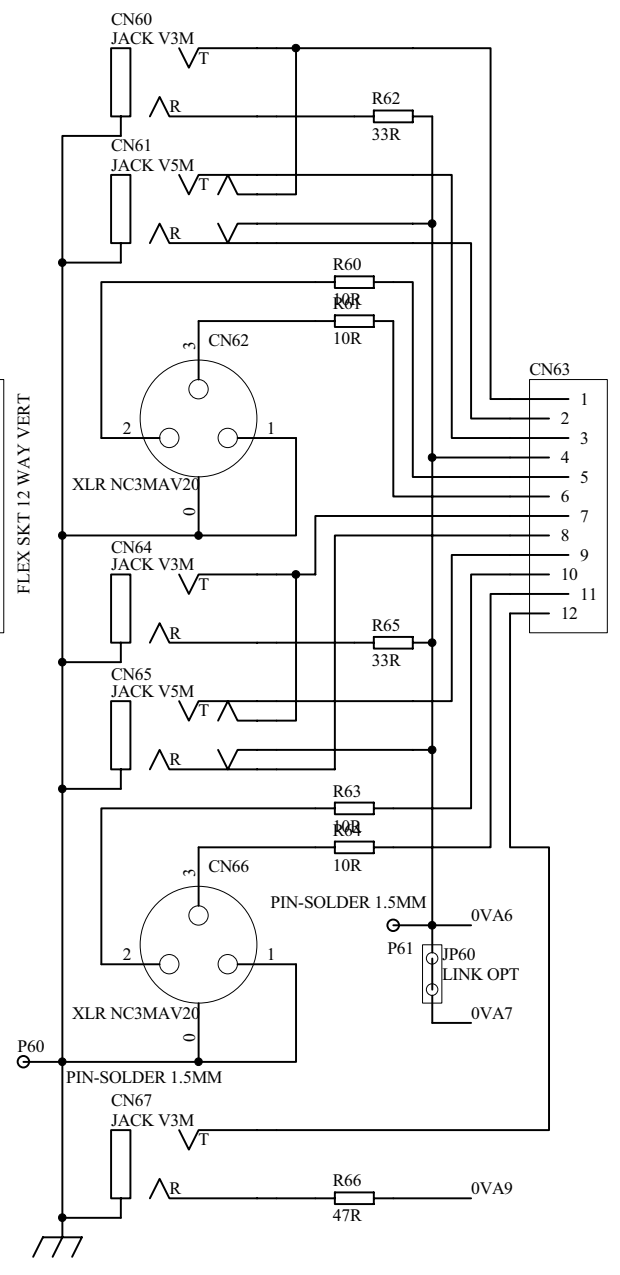 CN60
JACK V3M
T
R
R62
33R
CN61
JACK V5M
T
R
R60
10R
R61
10R
3
CN62
2
1
XLR NC3MAV20
0
CN63
1
2
3
4
5
6
7
8
9
10
11
12
FLEX SKT 12 WAY VERT
CN64
JACK V3M
T
R
R65
33R
CN65
JACK V5M
T
R
R63
10R
R64
10R
3
CN66
2
1
XLR NC3MAV20
0
PIN-SOLDER 1.5MM
0VA6
P61
JP60
LINK OPT
0VA7
P60
PIN-SOLDER 1.5MM
CN67
JACK V3M
T
R
R66
47R
0VA9